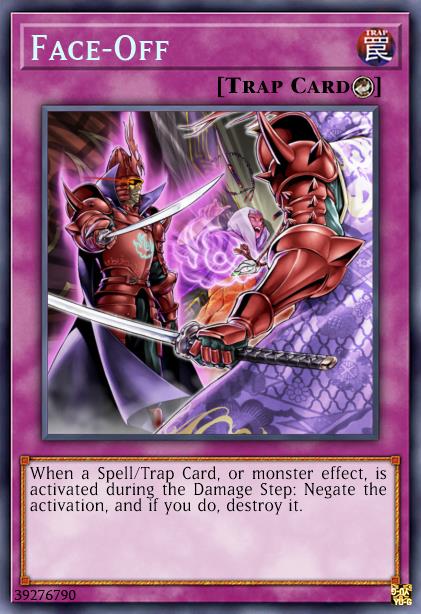 Face-Off
TRAP
罠
[Trap Card]
When a Spell/Trap Card, or monster effect, is
activated during the Damage Step: Negate the
activation, and if you do, destroy it.
39276790